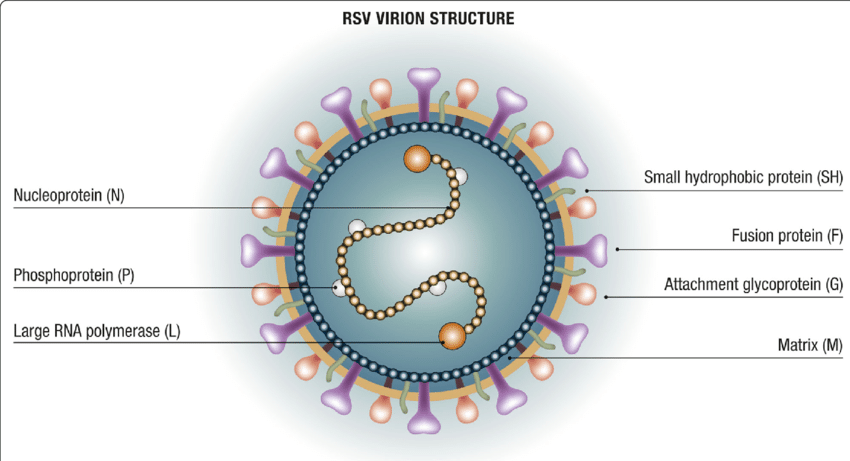 RSV VIRION STRUCTURE
Nucleoprotein (N)
Phosphoprotein (P)
Large RNA polymerase (L)
Small hydrophobic protein (SH)
Fusion protein (F)
Attachment glycoprotein (G)
Matrix (M)